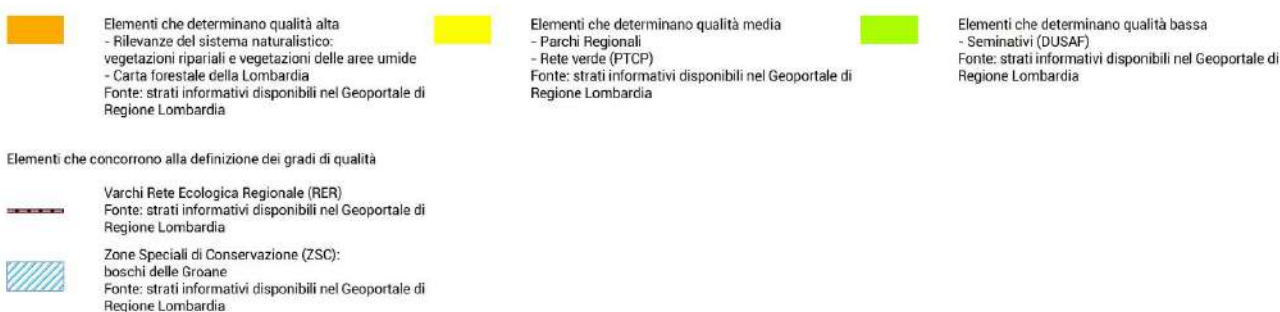 Elementi che determinano qualità alta
- Rilevanze del sistema naturalistico:
vegetazioni ripariali e vegetazioni delle aree umide
- Carta forestale della Lombardia
Fonte: strati informativi disponibili nel Geoportale di
Regione Lombardia
Elementi che determinano qualità media
- Parchi Regionali
- Rete verde (PTCP)
Fonte: strati informativi disponibili nel Geoportale di
Regione Lombardia
Elementi che determinano qualità bassa
- Seminativi (DUSAF)
Fonte: strati informativi disponibili nel Geoportale di
Regione Lombardia
Elementi che concorrono alla definizione dei gradi di qualità
Varchi Rete Ecologica Regionale (RER)
Fonte: strati informativi disponibili nel Geoportale di
Regione Lombardia
Zone Speciali di Conservazione (ZSC):
boschi delle Groane
Fonte: strati informativi disponibili nel Geoportale di
Regione Lombardia